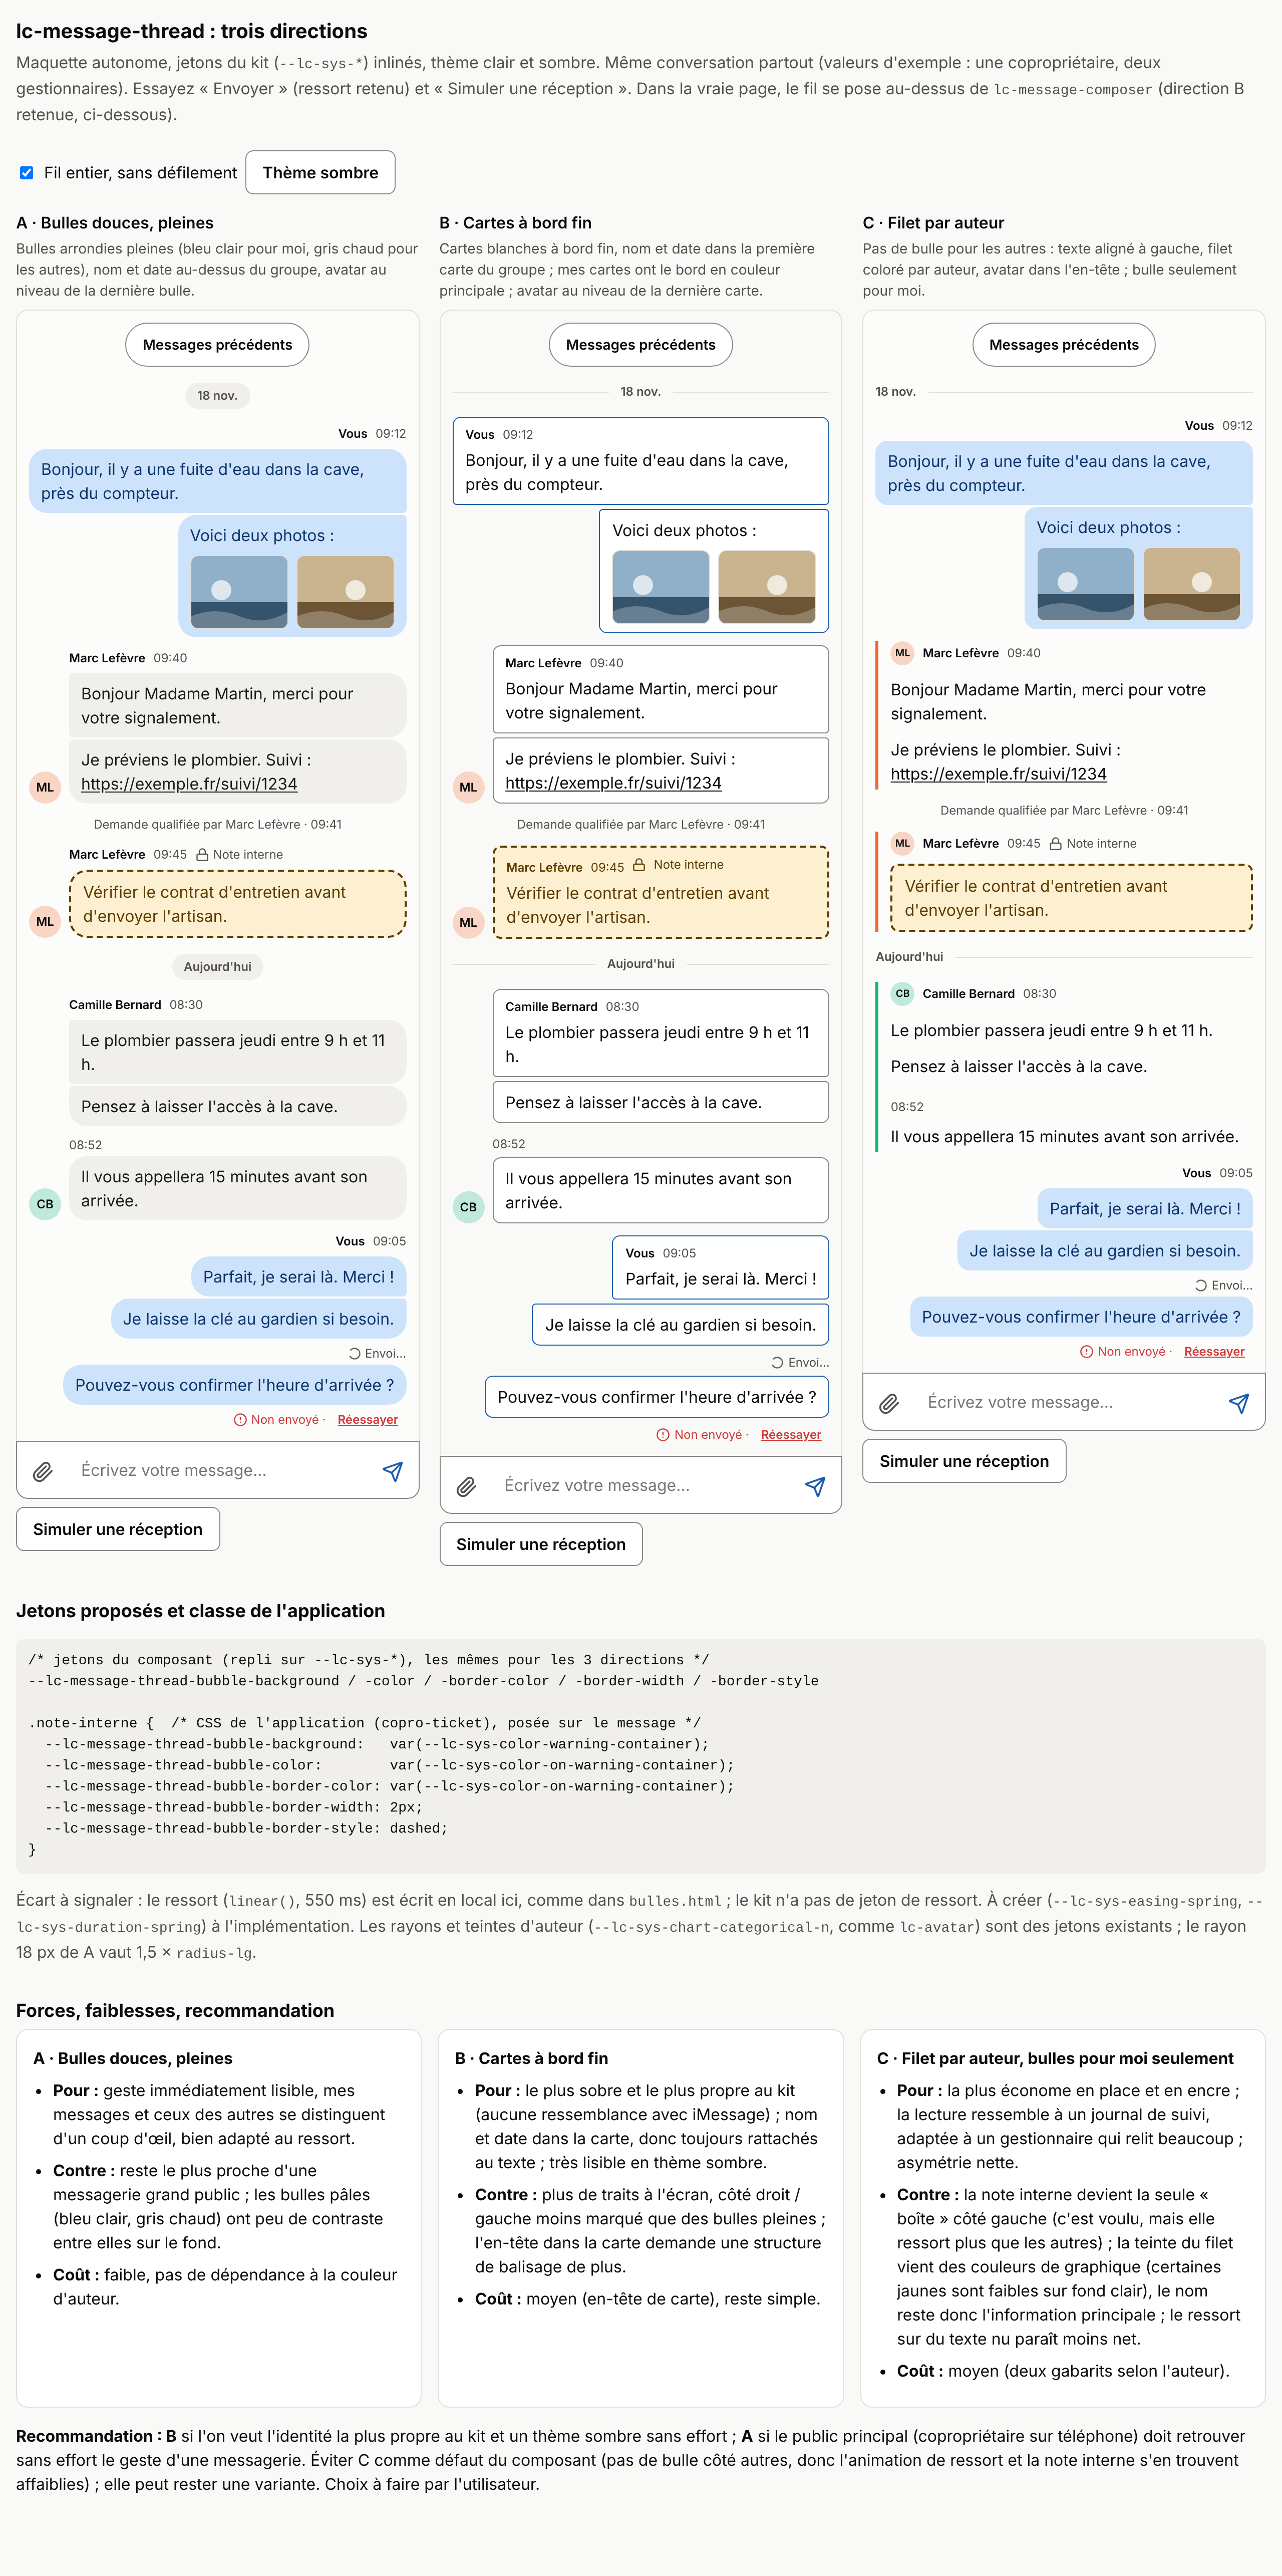 lc-message-thread : trois directions
Maquette autonome, jetons du kit (--lc-sys-*) inlinés, thème clair et sombre. Même conversation partout (valeurs d'exemple : une copropriétaire, deux
gestionnaires). Essayez « Envoyer » (ressort retenu) et « Simuler une réception ». Dans la vraie page, le fil se pose au-dessus de lc-message-composer (direction B
retenue, ci-dessous).
Fil entier, sans défilement
Thème sombre
A · Bulles douces, pleines
Bulles arrondies pleines (bleu clair pour moi, gris chaud pour
les autres), nom et date au-dessus du groupe, avatar au
niveau de la dernière bulle.
Messages précédents
18 nov.
Vous 09:12
Bonjour, il y a une fuite d'eau dans la cave,
près du compteur.
Voici deux photos :
Marc Lefèvre 09:40
Bonjour Madame Martin, merci pour
votre signalement.
Je préviens le plombier. Suivi :
https://exemple.fr/suivi/1234
ML
Demande qualifiée par Marc Lefèvre · 09:41
Marc Lefèvre 09:45 Note interne
Vérifier le contrat d'entretien avant
d'envoyer l'artisan.
ML
Aujourd'hui
Camille Bernard 08:30
Le plombier passera jeudi entre 9 h et 11
h.
Pensez à laisser l'accès à la cave.
08:52
Il vous appellera 15 minutes avant son
arrivée.
CB
Vous 09:05
Parfait, je serai là. Merci !
Je laisse la clé au gardien si besoin.
Envoi…
Pouvez-vous confirmer l'heure d'arrivée ?
Non envoyé · Réessayer
Écrivez votre message…
Simuler une réception
B · Cartes à bord fin
Cartes blanches à bord fin, nom et date dans la première
carte du groupe ; mes cartes ont le bord en couleur
principale ; avatar au niveau de la dernière carte.
Messages précédents
18 nov.
Vous 09:12
Bonjour, il y a une fuite d'eau dans la cave,
près du compteur.
Voici deux photos :
Marc Lefèvre 09:40
Bonjour Madame Martin, merci pour
votre signalement.
Je préviens le plombier. Suivi :
https://exemple.fr/suivi/1234
ML
Demande qualifiée par Marc Lefèvre · 09:41
Marc Lefèvre 09:45 Note interne
Vérifier le contrat d'entretien avant
d'envoyer l'artisan.
ML
Aujourd'hui
Camille Bernard 08:30
Le plombier passera jeudi entre 9 h et 11
h.
Pensez à laisser l'accès à la cave.
08:52
Il vous appellera 15 minutes avant son
arrivée.
CB
Vous 09:05
Parfait, je serai là. Merci !
Je laisse la clé au gardien si besoin.
Envoi…
Pouvez-vous confirmer l'heure d'arrivée ?
Non envoyé · Réessayer
Écrivez votre message…
Simuler une réception
C · Filet par auteur
Pas de bulle pour les autres : texte aligné à gauche, filet
coloré par auteur, avatar dans l'en-tête ; bulle seulement
pour moi.
Messages précédents
18 nov.
Vous 09:12
Bonjour, il y a une fuite d'eau dans la cave,
près du compteur.
Voici deux photos :
ML Marc Lefèvre 09:40
Bonjour Madame Martin, merci pour votre
signalement.
Je préviens le plombier. Suivi :
https://exemple.fr/suivi/1234
Demande qualifiée par Marc Lefèvre · 09:41
ML Marc Lefèvre 09:45 Note interne
Vérifier le contrat d'entretien avant
d'envoyer l'artisan.
Aujourd'hui
CB Camille Bernard 08:30
Le plombier passera jeudi entre 9 h et 11 h.
Pensez à laisser l'accès à la cave.
08:52
Il vous appellera 15 minutes avant son arrivée.
Vous 09:05
Parfait, je serai là. Merci !
Je laisse la clé au gardien si besoin.
Envoi…
Pouvez-vous confirmer l'heure d'arrivée ?
Non envoyé · Réessayer
Écrivez votre message…
Simuler une réception
Jetons proposés et classe de l'application
/* jetons du composant (repli sur --lc-sys-*), les mêmes pour les 3 directions */
--lc-message-thread-bubble-background / -color / -border-color / -border-width / -border-style
.note-interne { /* CSS de l'application (copro-ticket), posée sur le message */
--lc-message-thread-bubble-background: var(--lc-sys-color-warning-container);
--lc-message-thread-bubble-color: var(--lc-sys-color-on-warning-container);
--lc-message-thread-bubble-border-color: var(--lc-sys-color-on-warning-container);
--lc-message-thread-bubble-border-width: 2px;
--lc-message-thread-bubble-border-style: dashed;
}
Écart à signaler : le ressort (linear(), 550 ms) est écrit en local ici, comme dans bulles.html ; le kit n'a pas de jeton de ressort. À créer (--lc-sys-easing-spring, --
lc-sys-duration-spring) à l'implémentation. Les rayons et teintes d'auteur (--lc-sys-chart-categorical-n, comme lc-avatar) sont des jetons existants ; le rayon
18 px de A vaut 1,5 × radius-lg.
Forces, faiblesses, recommandation
A · Bulles douces, pleines
• Pour : geste immédiatement lisible, mes
messages et ceux des autres se distinguent
d'un coup d'œil, bien adapté au ressort.
• Contre : reste le plus proche d'une
messagerie grand public ; les bulles pâles
(bleu clair, gris chaud) ont peu de contraste
entre elles sur le fond.
• Coût : faible, pas de dépendance à la couleur
d'auteur.
B · Cartes à bord fin
• Pour : le plus sobre et le plus propre au kit
(aucune ressemblance avec iMessage) ; nom
et date dans la carte, donc toujours rattachés
au texte ; très lisible en thème sombre.
• Contre : plus de traits à l'écran, côté droit /
gauche moins marqué que des bulles pleines ;
l'en-tête dans la carte demande une structure
de balisage de plus.
• Coût : moyen (en-tête de carte), reste simple.
C · Filet par auteur, bulles pour moi seulement
• Pour : la plus économe en place et en encre ;
la lecture ressemble à un journal de suivi,
adaptée à un gestionnaire qui relit beaucoup ;
asymétrie nette.
• Contre : la note interne devient la seule «
boîte » côté gauche (c'est voulu, mais elle
ressort plus que les autres) ; la teinte du filet
vient des couleurs de graphique (certaines
jaunes sont faibles sur fond clair), le nom
reste donc l'information principale ; le ressort
sur du texte nu paraît moins net.
• Coût : moyen (deux gabarits selon l'auteur).
Recommandation : B si l'on veut l'identité la plus propre au kit et un thème sombre sans effort ; A si le public principal (copropriétaire sur téléphone) doit retrouver
sans effort le geste d'une messagerie. Éviter C comme défaut du composant (pas de bulle côté autres, donc l'animation de ressort et la note interne s'en trouvent
affaiblies) ; elle peut rester une variante. Choix à faire par l'utilisateur.